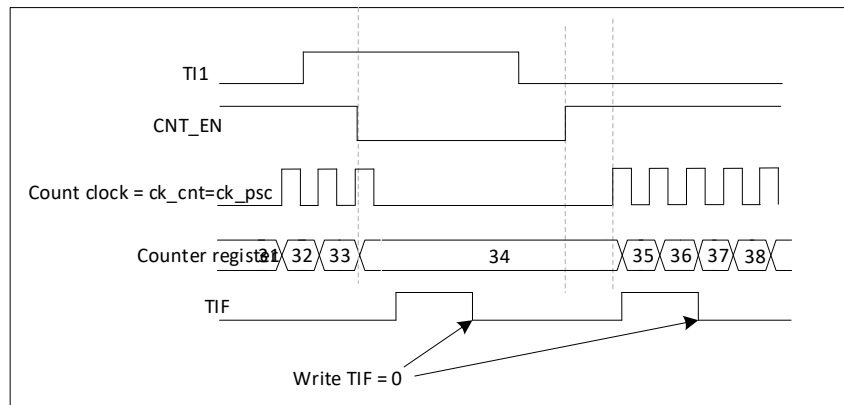 TI1
CNT_EN
Count clock = ck_cnt=ck_psc
Counter register 31 32 33 34 35 36 37 38
TIF
Write TIF = 0